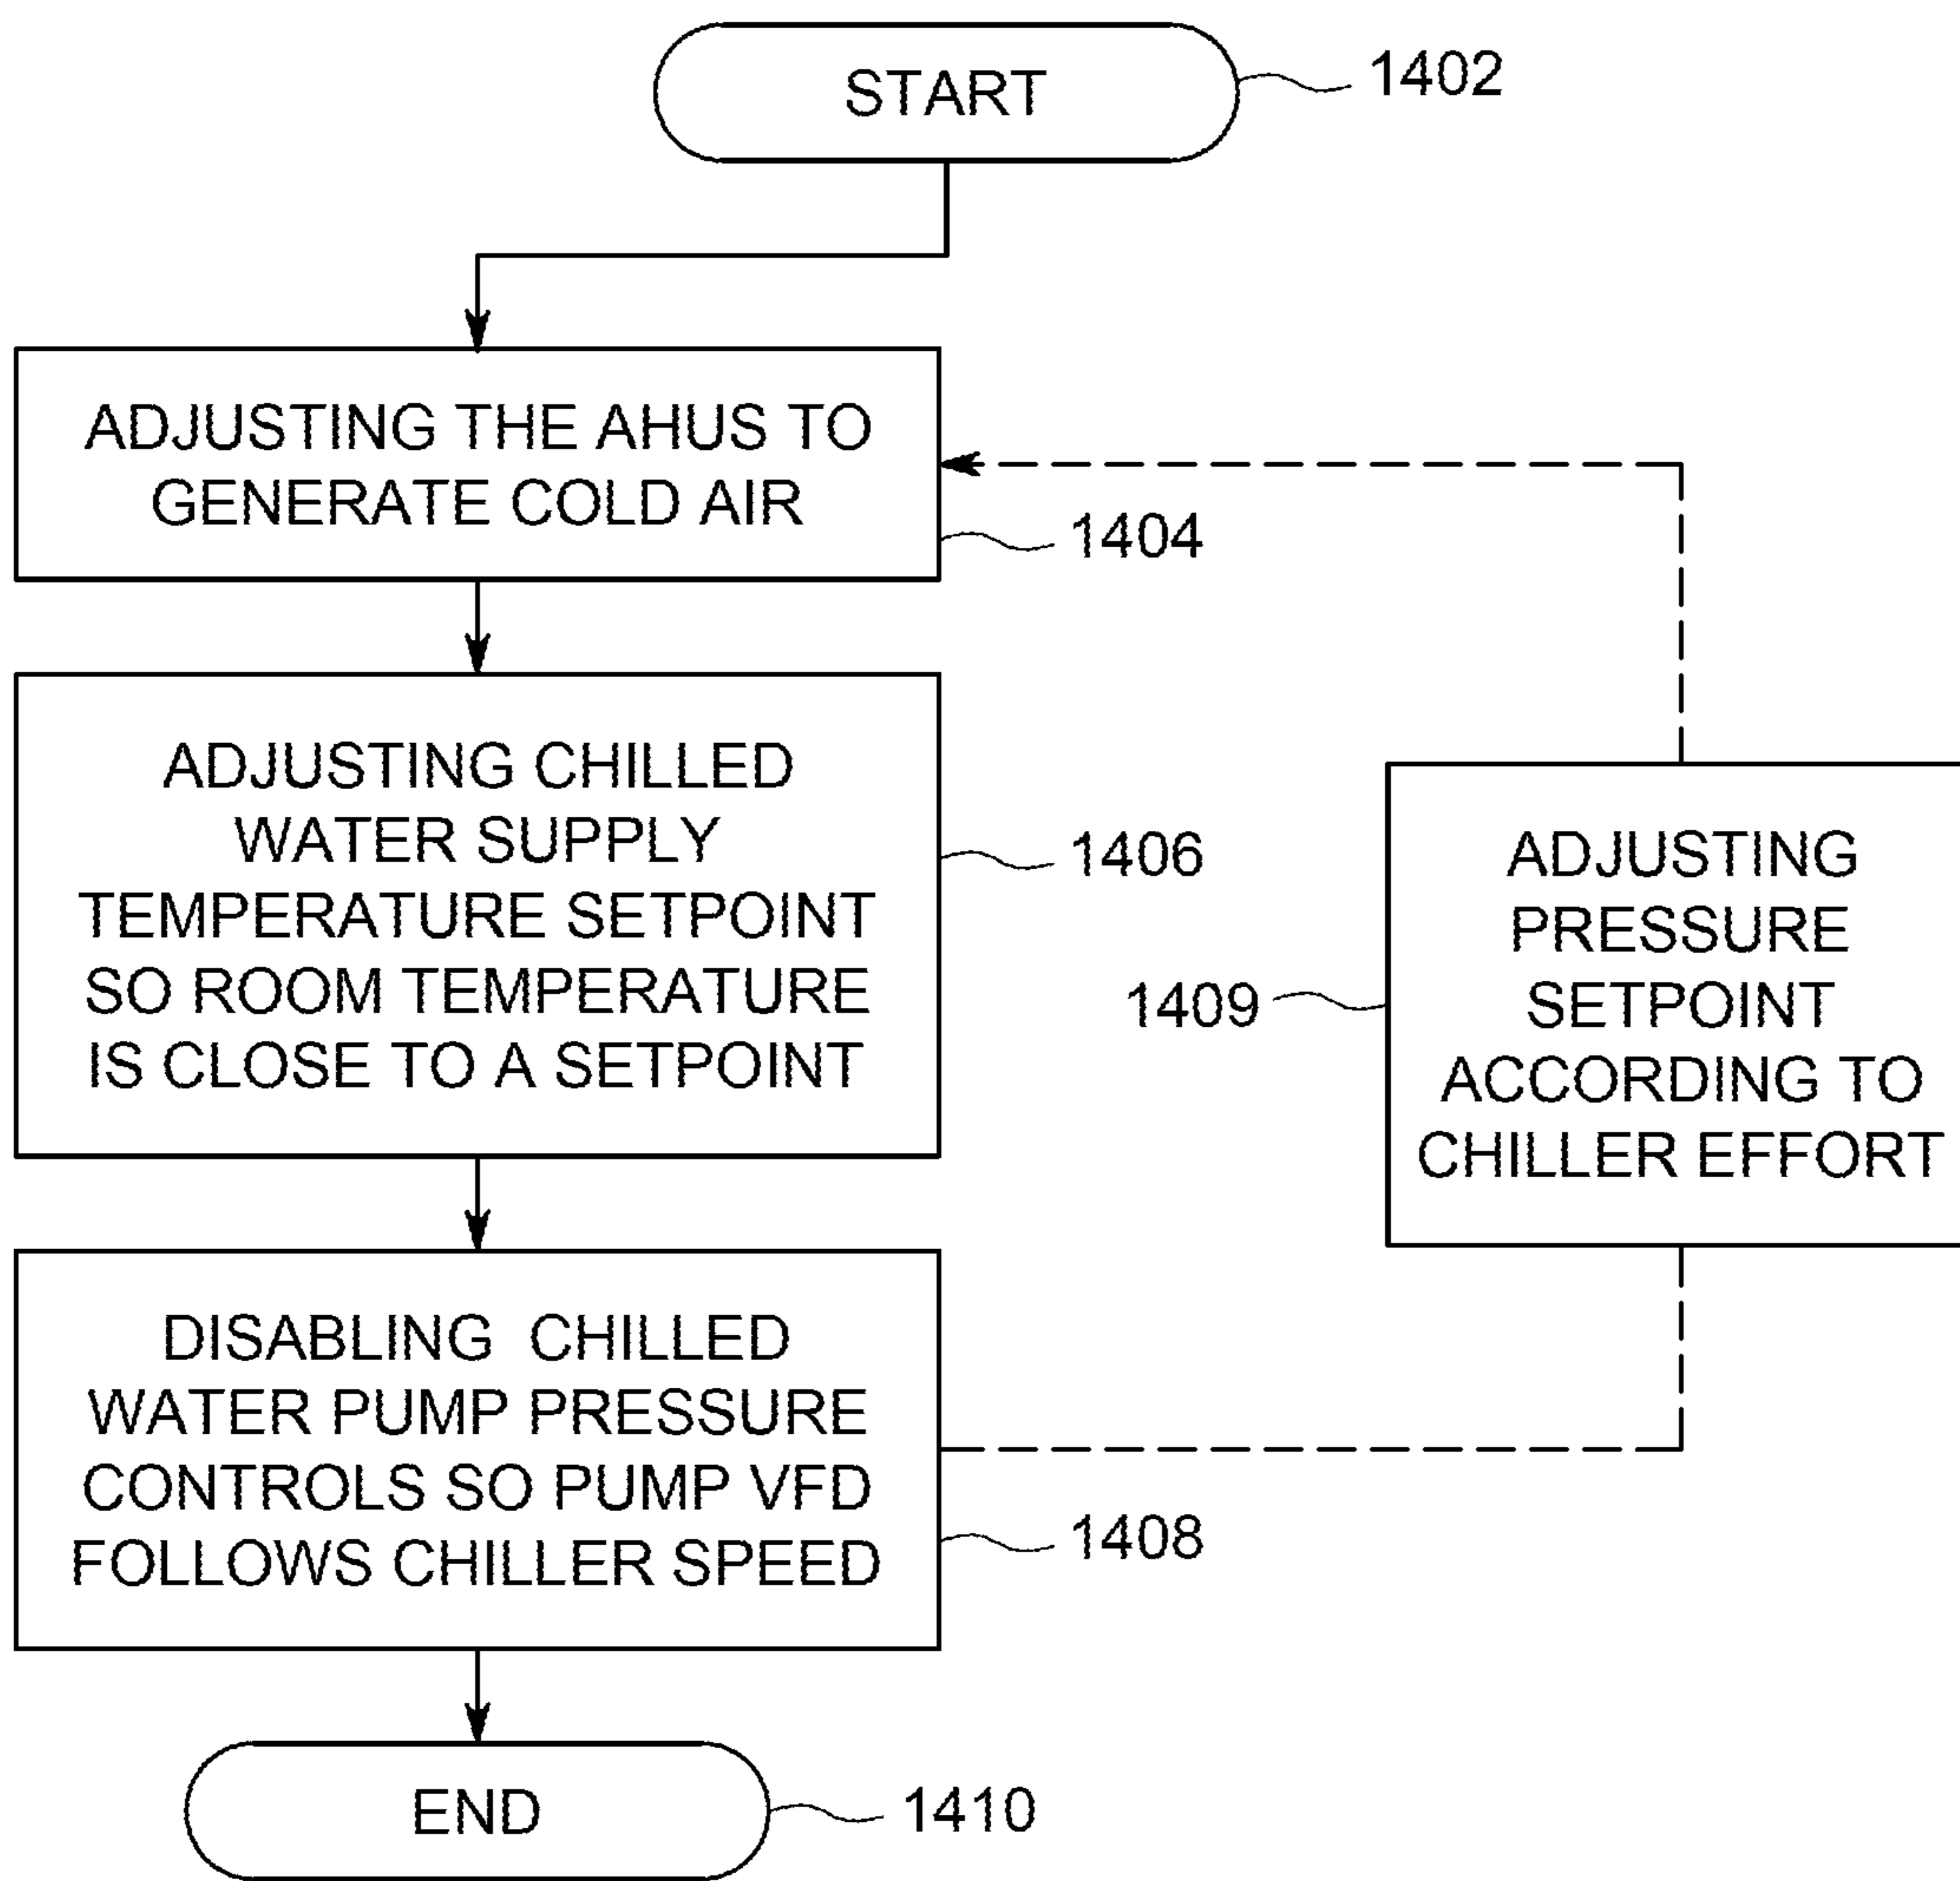 START
1402
ADJUSTING THE AHUS TO
GENERATE COLD AIR
1404
ADJUSTING CHILLED
WATER SUPPLY
TEMPERATURE SETPOINT
SO ROOM TEMPERATURE
IS CLOSE TO A SETPOINT
1406
ADJUSTING
PRESSURE
SETPOINT
ACCORDING TO
CHILLER EFFORT
1409
DISABLING CHILLED
WATER PUMP PRESSURE
CONTROLS SO PUMP VFD
FOLLOWS CHILLER SPEED
1408
END
1410